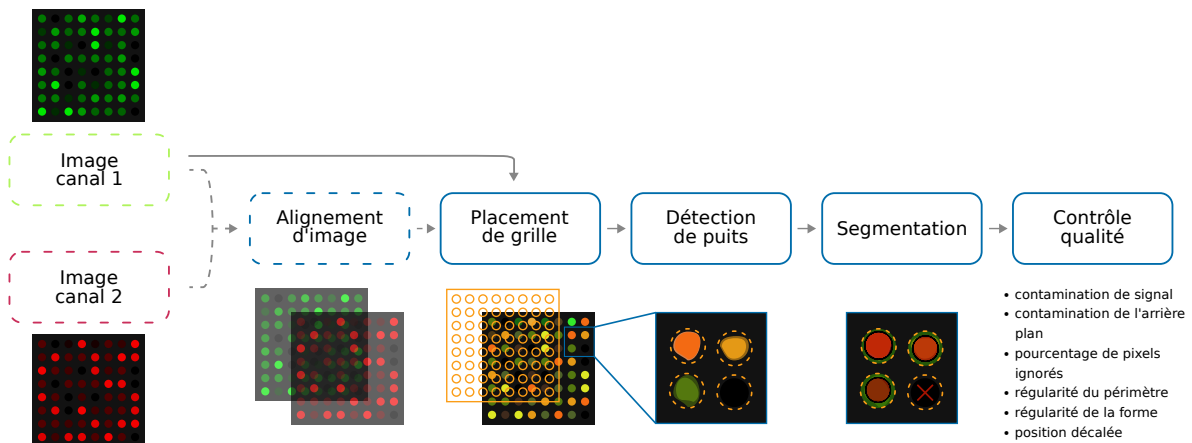 Image
canal 1
Alignement
d'image
Placement
de grille
Détection
de puits
Segmentation
Contrôle
qualité
Image
canal 2
• contamination de signal
• contamination de l'arrière
plan
• pourcentage de pixels
ignorés
• régularité du périmètre
• régularité de la forme
• position décalée